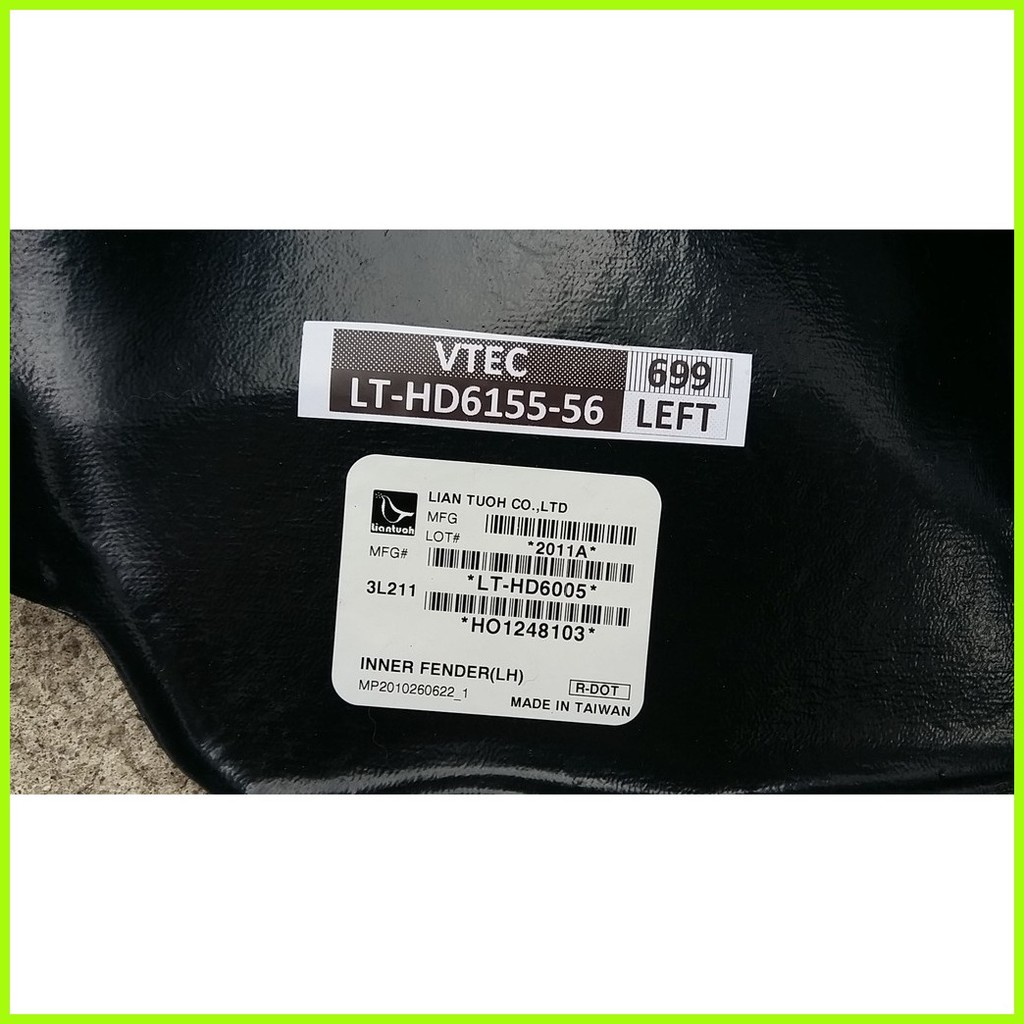 VTEC
699
LT-HD6155-56
LEFT
Liantuoh
LIAN TUOH CO.,LTD
MFG
LOT#
*2011A*
MFG#
*LT-HD6005*
3L211
*HO1248103*
INNER FENDER(LH)
MP2010260622_1
R-DOT
MADE IN TAIWAN